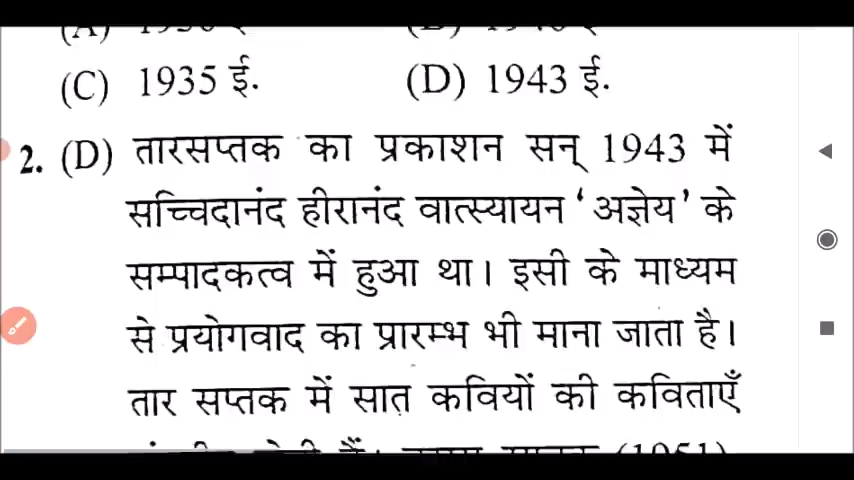 (C) 1935 ई. (D) 1943 ई.
2. (D) तारसप्तक का प्रकाशन सन् 1943 में
सच्चिदानंद हीरानंद वात्स्यायन ‘अज्ञेय’ के
सम्पादकत्व में हुआ था। इसी के माध्यम
से प्रयोगवाद का प्रारम्भ भी माना जाता है।
तार सप्तक में सात कवियों की कविताएँ